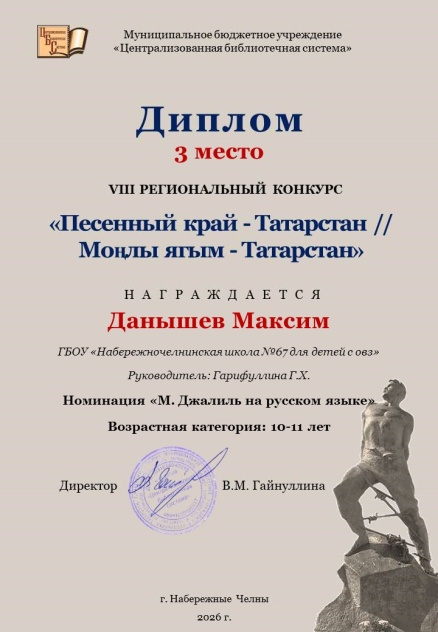 Муниципальное бюджетное учреждение
«Централизованная библиотечная система»
Диплом
3 место
VIII РЕГИОНАЛЬНЫЙ КОНКУРС
«Песенный край - Татарстан //
Моңлы ягым - Татарстан»
НАГРАЖДАЕТСЯ
Данышев Максим
ГБОУ «Набережночелнинская школа №67 для детей с овз»
Руководитель: Гарифуллина Г.Х.
Номинация «М. Джалиль на русском языке»
Возрастная категория: 10-11 лет
Директор В.М. Гайнуллина
г. Набережные Челны
2026 г.